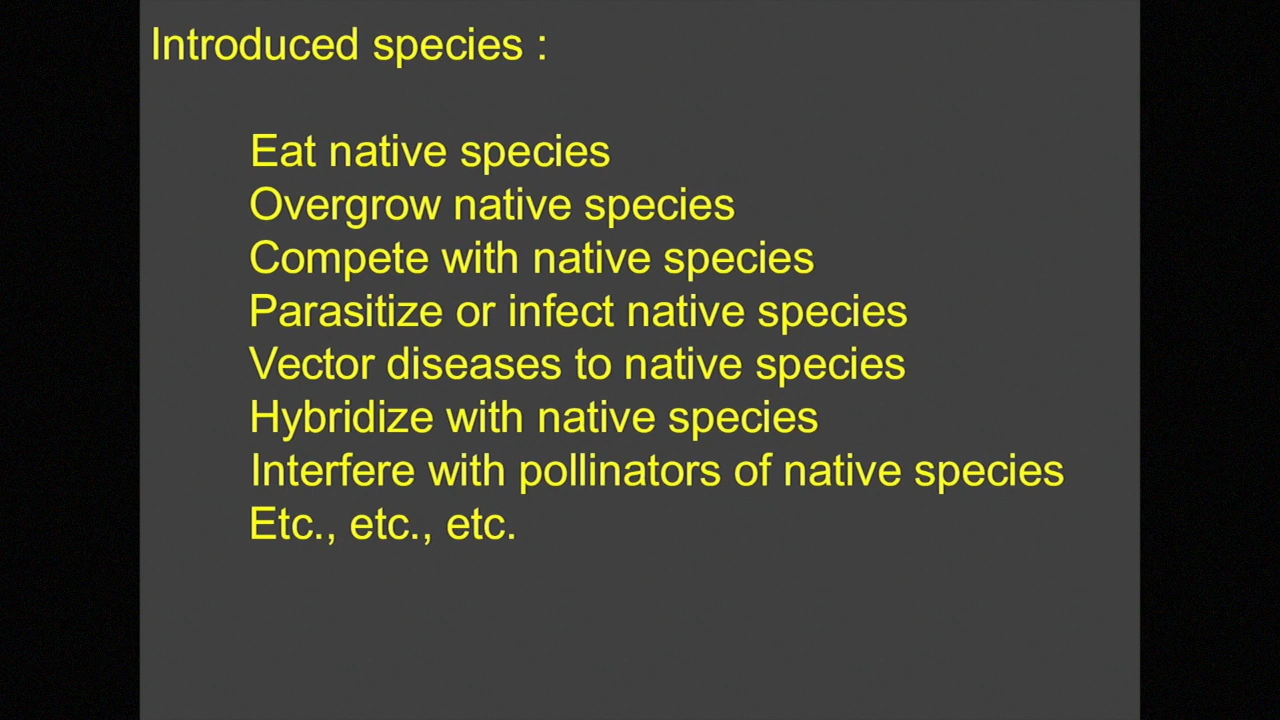 Introduced species :
Eat native species
Overgrow native species
Compete with native species
Parasitize or infect native species
Vector diseases to native species
Hybridize with native species
Interfere with pollinators of native species
Etc., etc., etc.